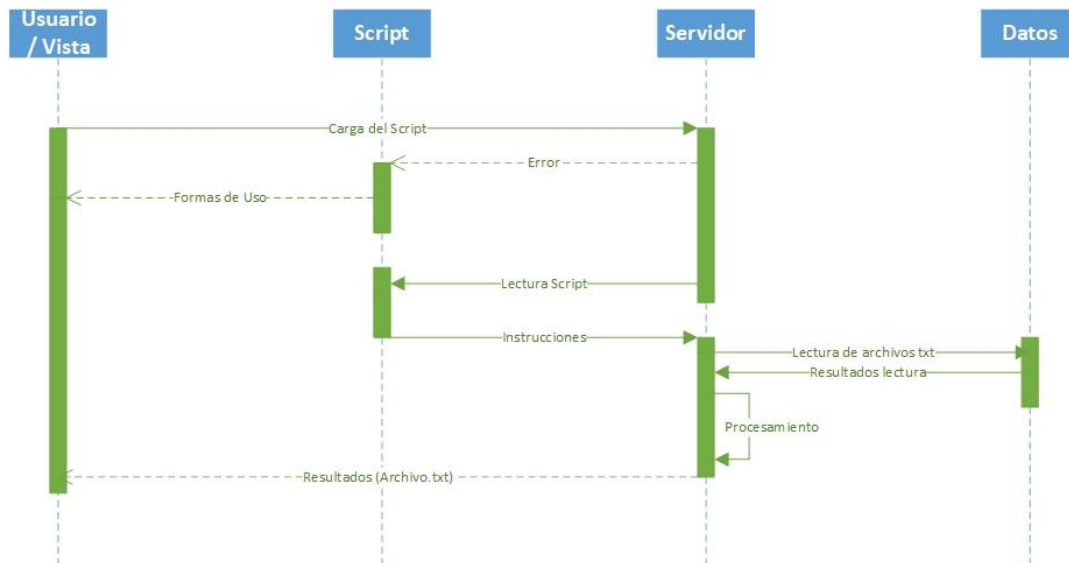 Usuario
/ Vista
Script
Servidor
Datos
Carga del Script
Error
Formas de Uso
Lectura Script
Instrucciones
Lectura de archivos txt
Resultados lectura
Procesamiento
Resultados (Archivo.txt)